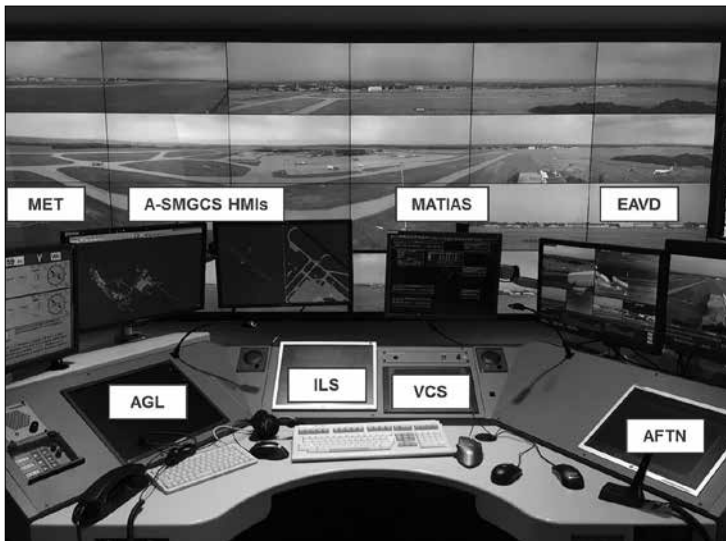 MET
A-SMGCS HMIs
MATIAS
EAVD
AGL
ILS
VCS
AFTN